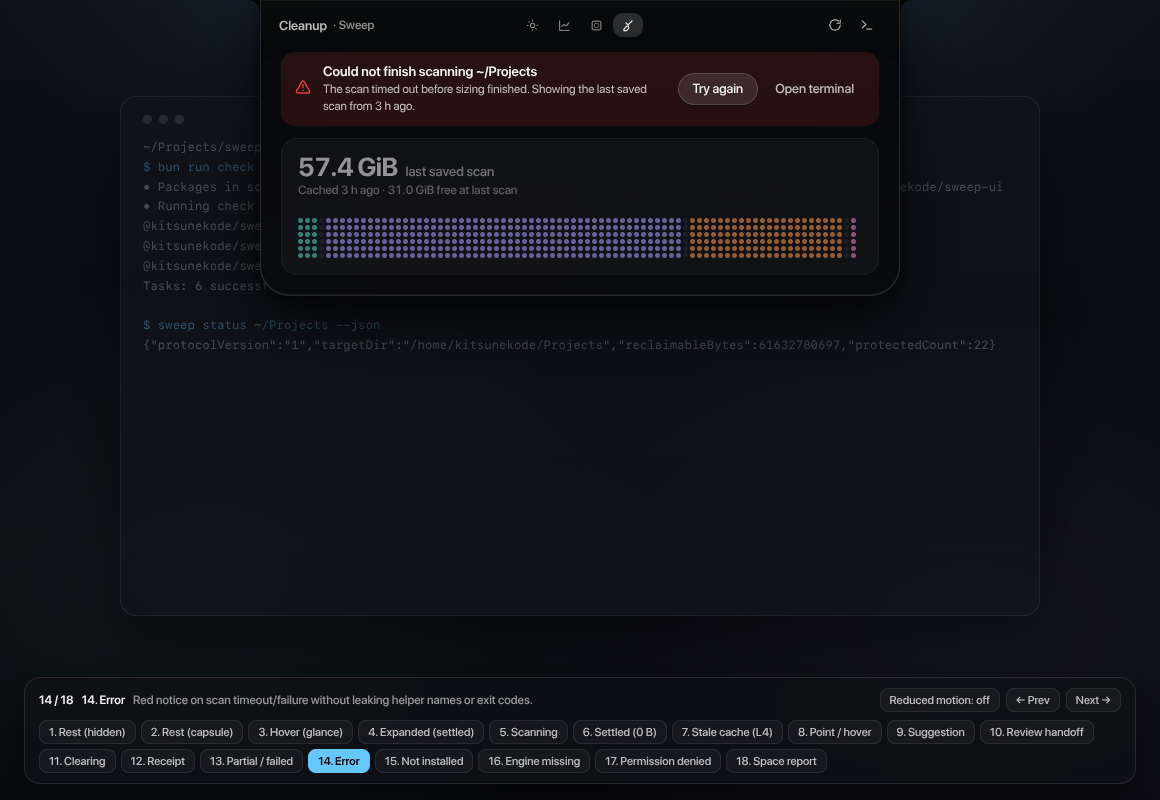 Cleanup · Sweep
Could not finish scanning ~/Projects
The scan timed out before sizing finished. Showing the last saved
scan from 3 h ago.
Try again
Open terminal
57.4 GiB last saved scan
Cached 3 h ago · 31.0 GiB free at last scan
~/Projects/sweep
$ bun run check
• Packages in sc
ekode/sweep-ui
• Running check
@kitsunekode/swe
@kitsunekode/swe
@kitsunekode/swe
Tasks: 6 successf
$ sweep status ~/Projects --json
{"protocolVersion":"1","targetDir":"/home/kitsunekode/Projects","reclaimableBytes":61632780697,"protectedCount":22}
14 / 18 14. Error Red notice on scan timeout/failure without leaking helper names or exit codes.
Reduced motion: off
← Prev
Next →
1. Rest (hidden)
2. Rest (capsule)
3. Hover (glance)
4. Expanded (settled)
5. Scanning
6. Settled (0 B)
7. Stale cache (L4)
8. Point / hover
9. Suggestion
10. Review handoff
11. Clearing
12. Receipt
13. Partial / failed
14. Error
15. Not installed
16. Engine missing
17. Permission denied
18. Space report